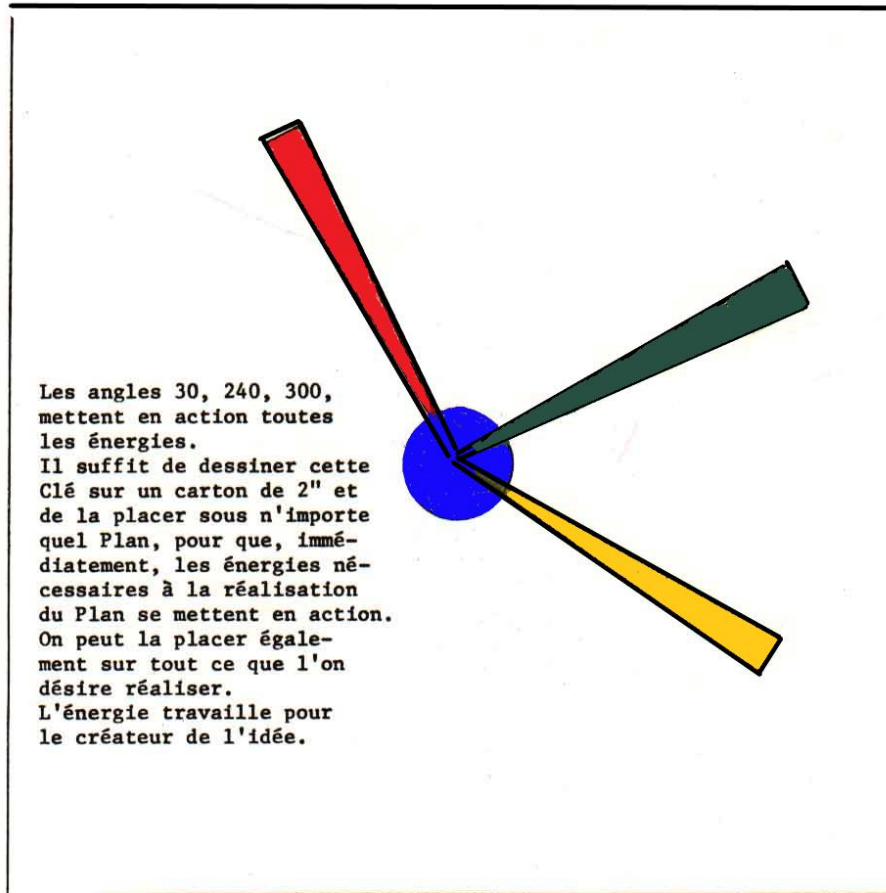 Les angles 30, 240, 300,
mettent en action toutes
les énergies.
Il suffit de dessiner cette
Clé sur un carton de 2" et
de la placer sous n'importe
quel Plan, pour que, immé-
diatement, les énergies né-
cessaires à la réalisation
du Plan se mettent en action.
On peut la placer égale-
ment sur tout ce que l'on
désire réaliser.
L'énergie travaille pour
le créateur de l'idée.